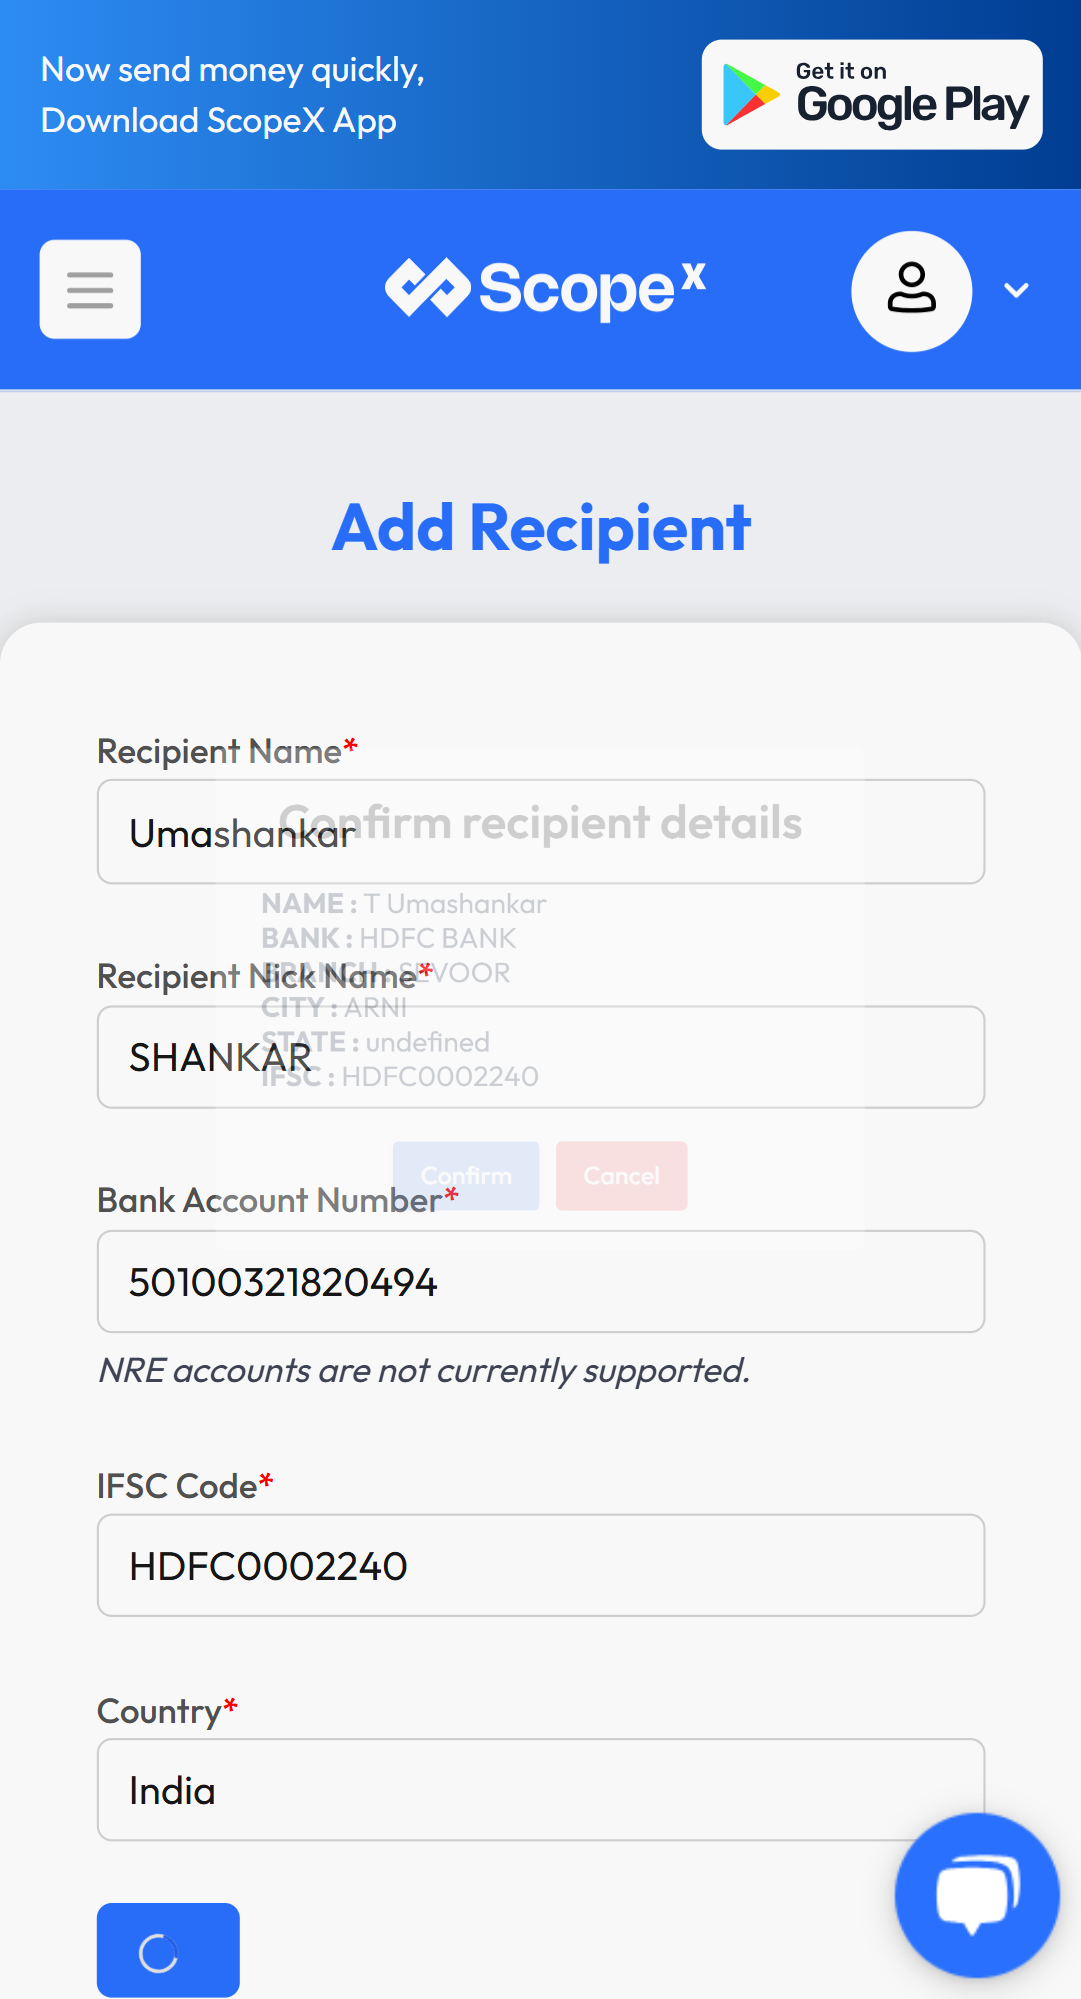 Now send money quickly,
Download ScopeX App
Get it on
Google Play
Scopeˣ
Add Recipient
Recipient Name*
Umashankar
Confirm recipient details
NAME : T Umashankar
BANK : HDFC BANK
Recipient Nick Name*
BRANCH : SEVOOR
CITY : ARNI
SHANKAR
STATE : undefined
IFSC : HDFC0002240
Confirm
Cancel
Bank Account Number*
50100321820494
NRE accounts are not currently supported.
IFSC Code*
HDFC0002240
Country*
India